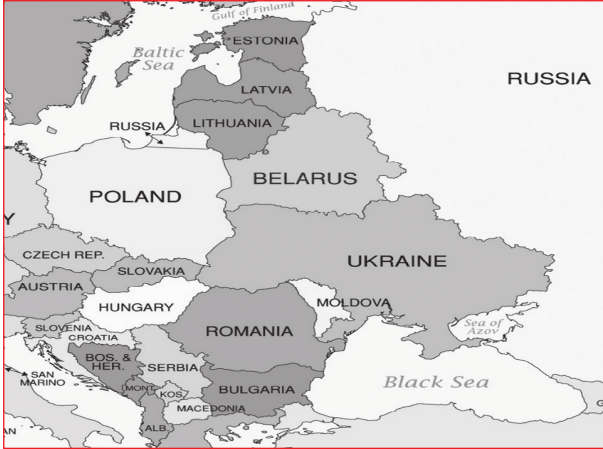 Gulf of Finland
ESTONIA
Baltic
Sea
RUSSIA
LATVIA
LITHUANIA
RUSSIA
BELARUS
POLAND
Y
UKRAINE
CZECH REP.
SLOVAKIA
AUSTRIA
MOLDOVA
HUNGARY
Sea of
Azov
SLOVENIA
ROMANIA
CROATIA
BOS. &
HER.
SERBIA
SAN
MARINO
Black Sea
MONT.
KOS.
BULGARIA
MACEDONIA
G
ALB.
AN